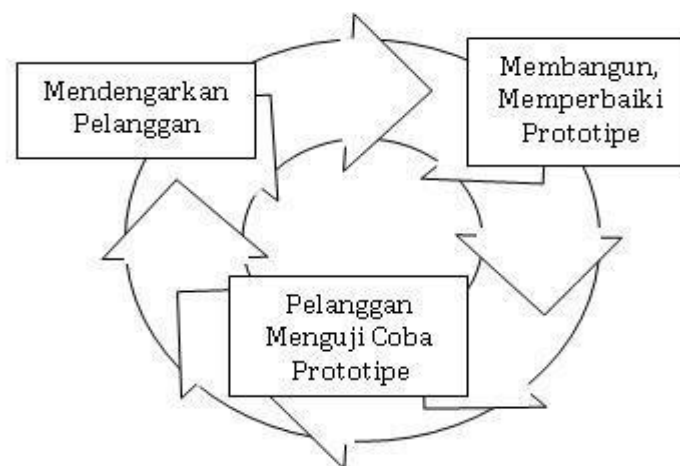 Mendengarkan
Pelanggan
Membangun,
Memperbaiki
Prototipe
Pelanggan
Menguji Coba
Prototipe